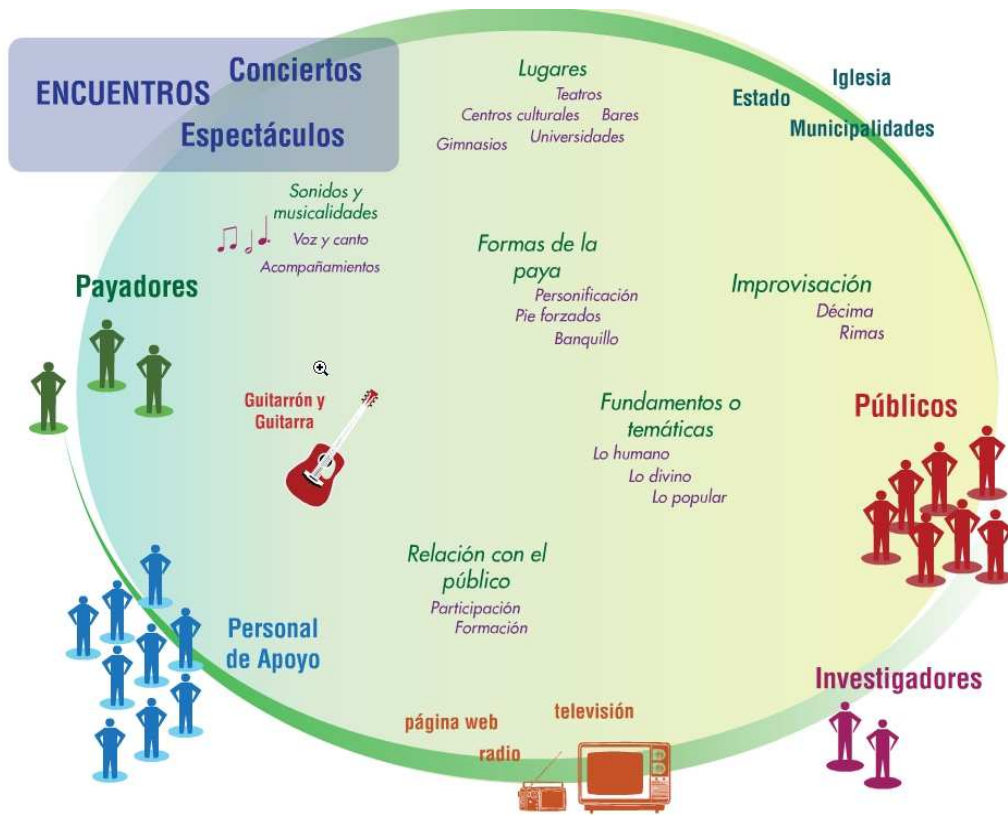 Conciertos
ENCUENTROS
Espectáculos
Lugares
Teatros
Centros culturales Bares
Gimnasios Universidades
Iglesia
Estado
Municipalidades
Sonidos y
musicalidades
Voz y canto
Acompañamientos
Payadores
Formas de la
paya
Personificación
Pie forzados
Banquillo
Improvisación
Décima
Rimas
Guitarrón y
Guitarra
Fundamentos o
temáticas
Lo humano
Lo divino
Lo popular
Públicos
Relación con el
público
Participación
Formación
Personal
de Apoyo
Investigadores
página web
televisión
radio